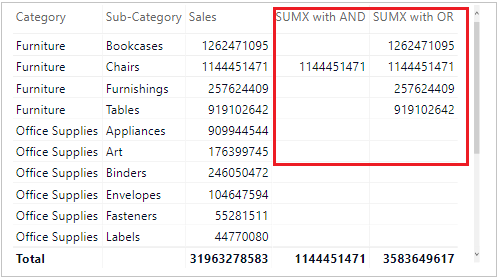 Category Sub-Category Sales SUMX with AND SUMX with OR
Furniture Bookcases 1262471095 1262471095
Furniture Chairs 1144451471 1144451471 1144451471
Furniture Furnishings 257624409 257624409
Furniture Tables 919102642 919102642
Office Supplies Appliances 909944544
Office Supplies Art 176399745
Office Supplies Binders 246050472
Office Supplies Envelopes 104647594
Office Supplies Fasteners 55281511
Office Supplies Labels 44770080
Total 31963278583 1144451471 3583649617